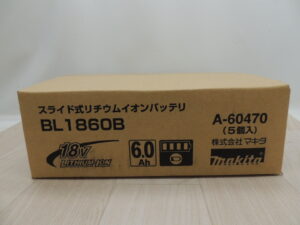 スライド式リチウムイオンバッテリ
BL1860B
A-60470
(5個入)
株式会社 マキタ
makita
18V
LITHIUM-ION
6.0
Ah